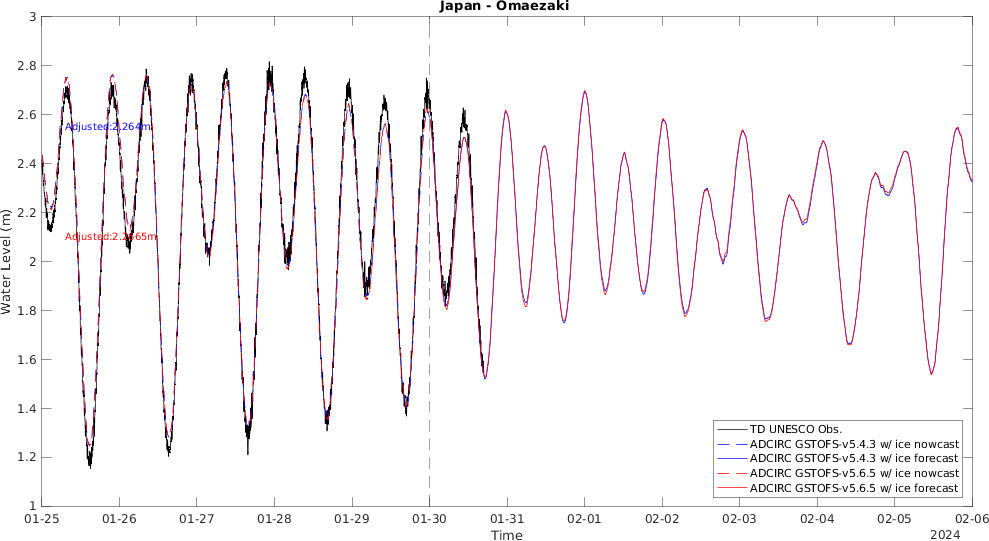 Japan - Omaezaki
3
2.8
2.6
2.4
2.2
2
1.8
1.6
1.4
1.2
1
Water Level (m)
Adjusted:2.264m
TD UNESCO Obs.
ADCIRC GSTOFS-v5.4.3 w/ ice nowcast
ADCIRC GSTOFS-v5.4.3 w/ ice forecast
ADCIRC GSTOFS-v5.6.5 w/ ice nowcast
ADCIRC GSTOFS-v5.6.5 w/ ice forecast
01-25 01-26 01-27 01-28 01-29 01-30 01-31 02-01 02-02 02-03 02-04 02-05 02-06
Time
2024